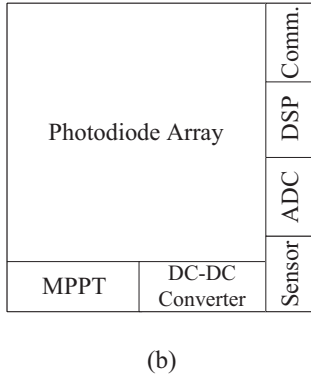 Photodiode Array
Comm.
DSP
ADC
Sensor
MPPT
DC-DC
Converter
(b)